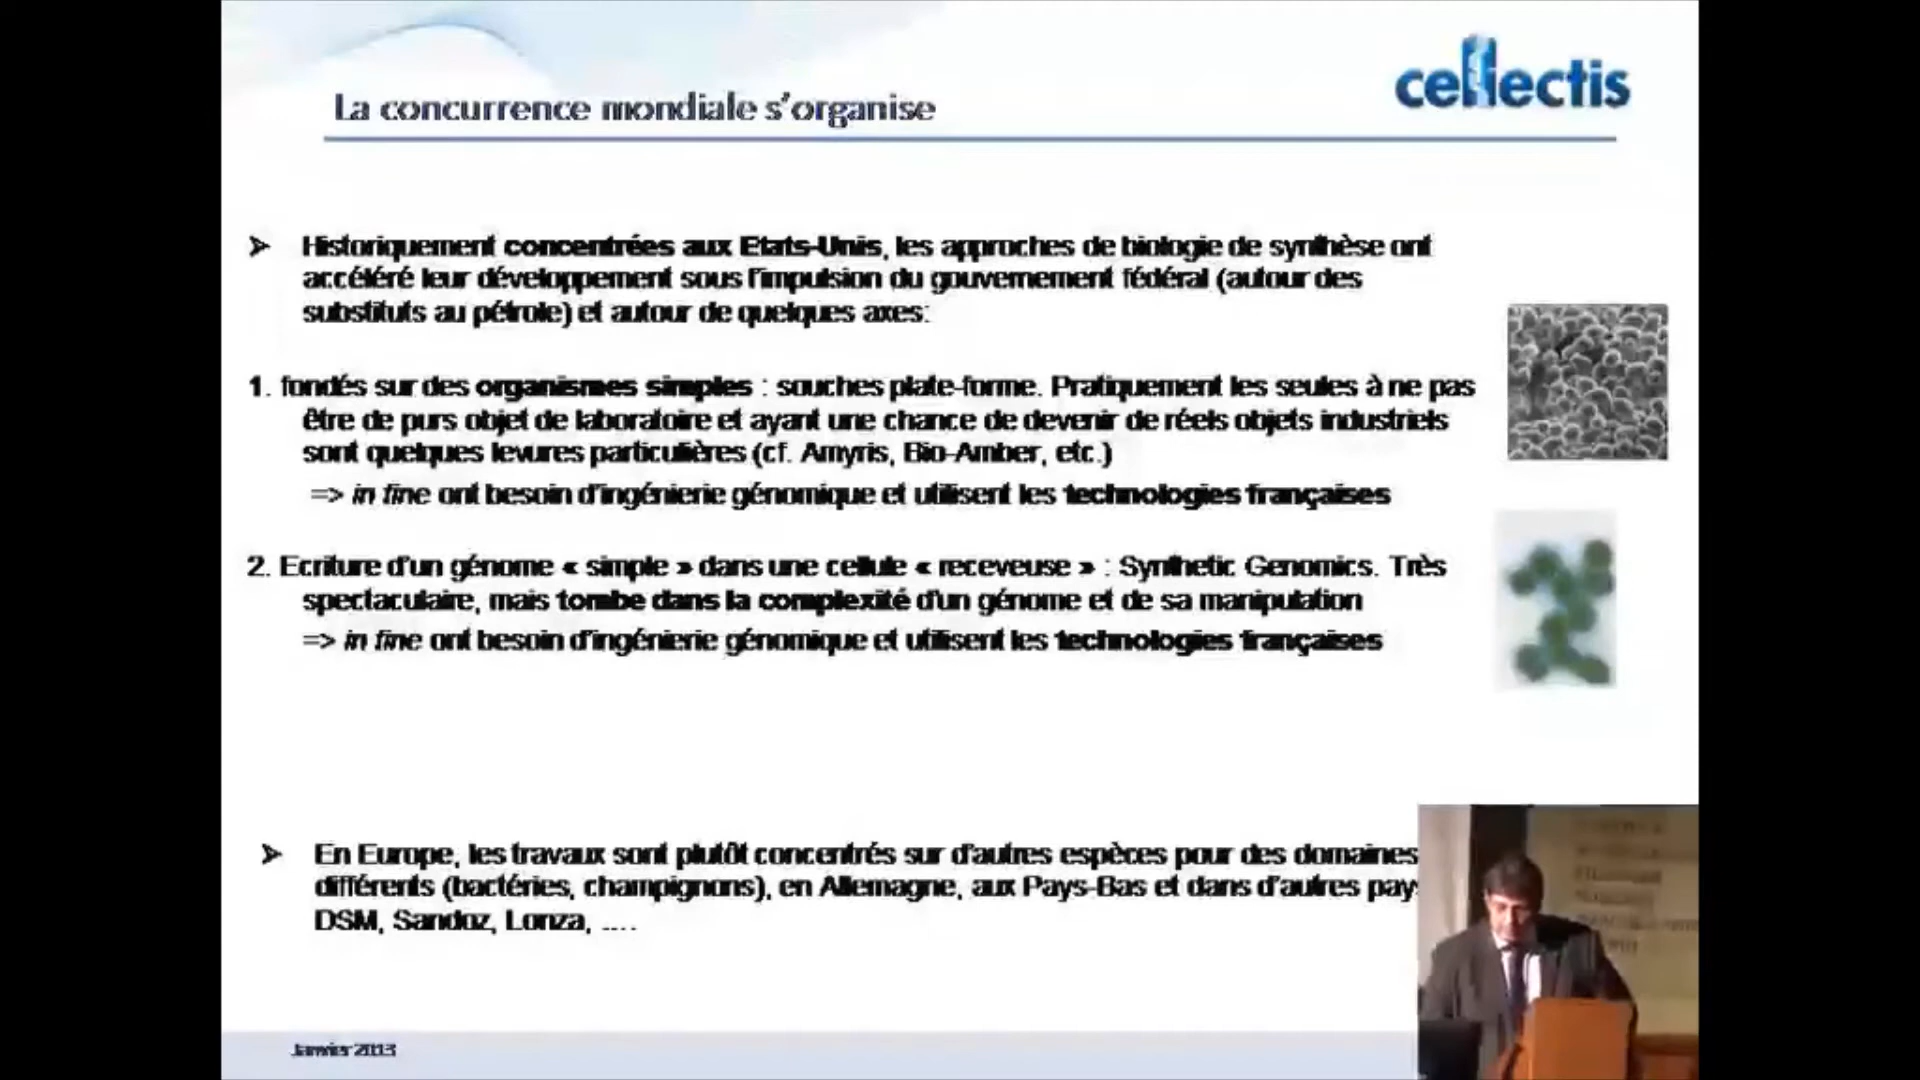 cellectis
La concurrence mondiale s'organise
➢ Historiquement concentrées aux Etats-Unis, les approches de biologie de synthèse ont
accéléré leur développement sous l'impulsion du gouvernement fédéral (autour des
substituts au pétrole) et autour de quelques axes:
1. fondés sur des organismes simples : souches plate-forme. Pratiquement les seules à ne pas
être de purs objet de laboratoire et ayant une chance de devenir de réels objets industriels
sont quelques levures particulières (cf. Amyris, Bio-Amber, etc.)
=> in fine ont besoin d'ingénierie génomique et utilisent les technologies françaises
2. Ecriture d'un génome « simple » dans une cellule « receveuse » : Synthetic Genomics. Très
spectaculaire, mais tombe dans la complexité d'un génome et de sa manipulation
=> in fine ont besoin d'ingénierie génomique et utilisent les technologies françaises
➢ En Europe, les travaux sont plutôt concentrés sur d'autres espèces pour des domaines
différents (bactéries, champignons), en Allemagne, aux Pays-Bas et dans d'autres pay
DSM, Sandoz, Lonza, ....
Janvier 2013